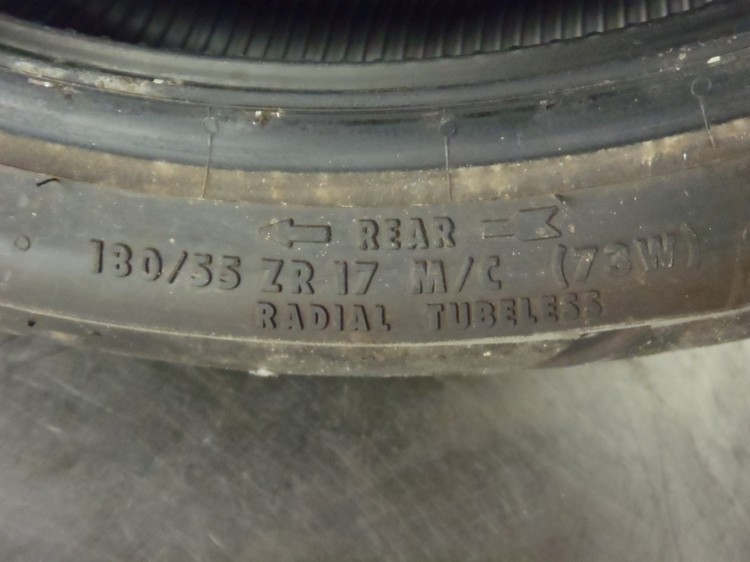 REAR
180/55 ZR 17 M/C (73W)
RADIAL TUBELESS